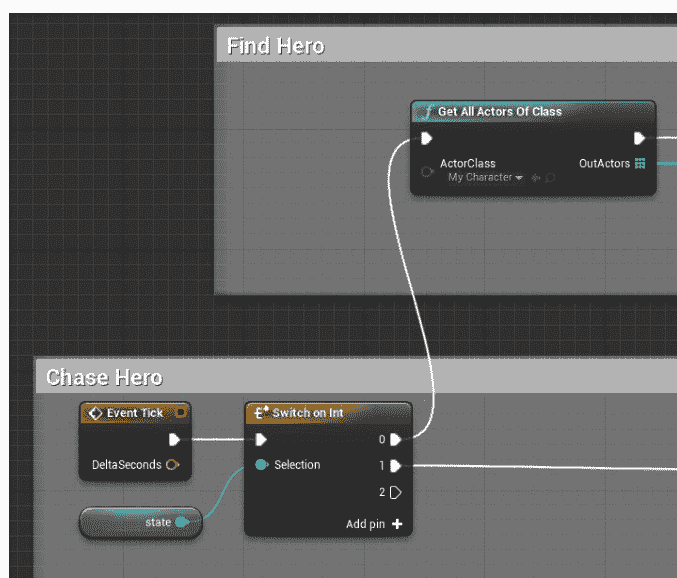 Find Hero
Get All Actors Of Class
ActorClass OutActors
My Character
Chase Hero
Event Tick Switch on Int
0
DeltaSeconds Selection 1
2
state Add pin